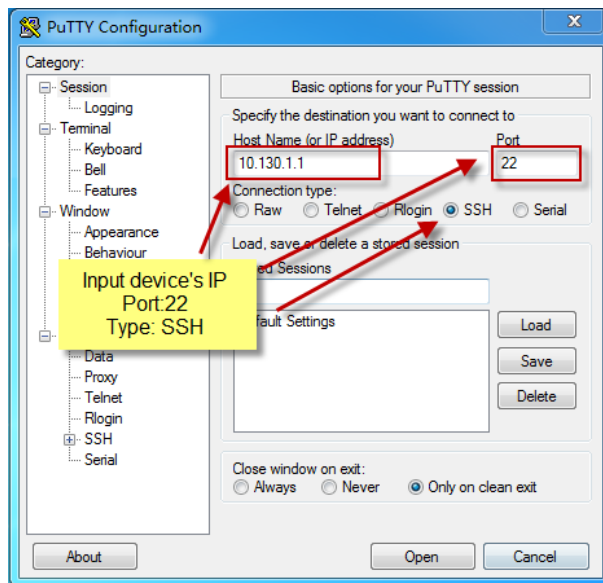 PuTTY Configuration
Category:
Session
Logging
Terminal
Keyboard
Bell
Features
Window
Appearance
Behaviour
Data
Proxy
Telnet
Rlogin
SSH
Serial
Basic options for your PuTTY session
Specify the destination you want to connect to
Host Name (or IP address) Port
10.130.1.1 22
Connection type:
Raw Telnet Rlogin SSH Serial
Load, save or delete a stored session
Sessions
Input device's IP
Port:22
Type: SSH
Settings
Load
Save
Delete
Close window on exit:
Always Never Only on clean exit
About Open Cancel